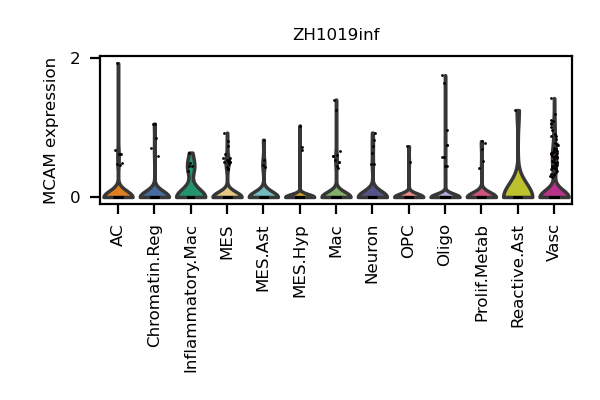 ZH1019inf
MCAM expression
2
0
AC
Chromatin.Reg
Inflammatory.Mac
MES
MES.Ast
MES.Hyp
Mac
Neuron
OPC
Oligo
Prolif.Metab
Reactive.Ast
Vasc